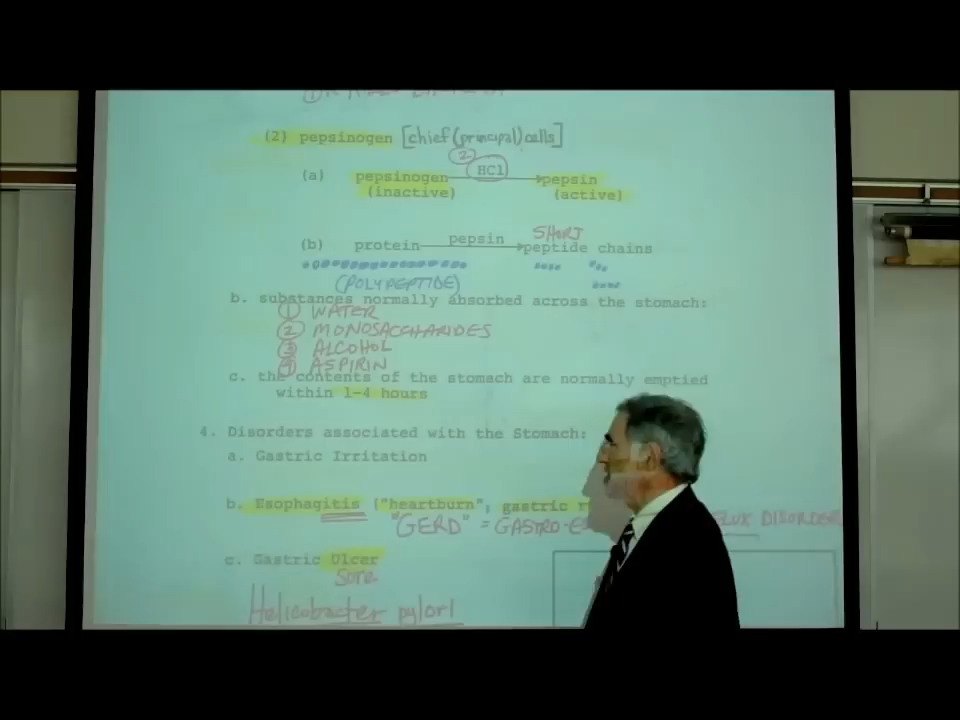 (2) pepsinogen [chief (principal) cells]
2
(a) pepsinogen HCl pepsin
(inactive) (active)
SHORT
(b) protein pepsin peptide chains
(POLYPEPTIDE)
b. substances normally absorbed across the stomach:
1 WATER
2 MONOSACCHARIDES
3 ALCOHOL
4 ASPIRIN
c. the contents of the stomach are normally emptied
within 1-4 hours
4. Disorders associated with the Stomach:
a. Gastric Irritation
b. Esophagitis ("heartburn", gastric
"GERD" = GASTRO-E DISORDER
c. Gastric Ulcer
Sore
Helicobacter pylori